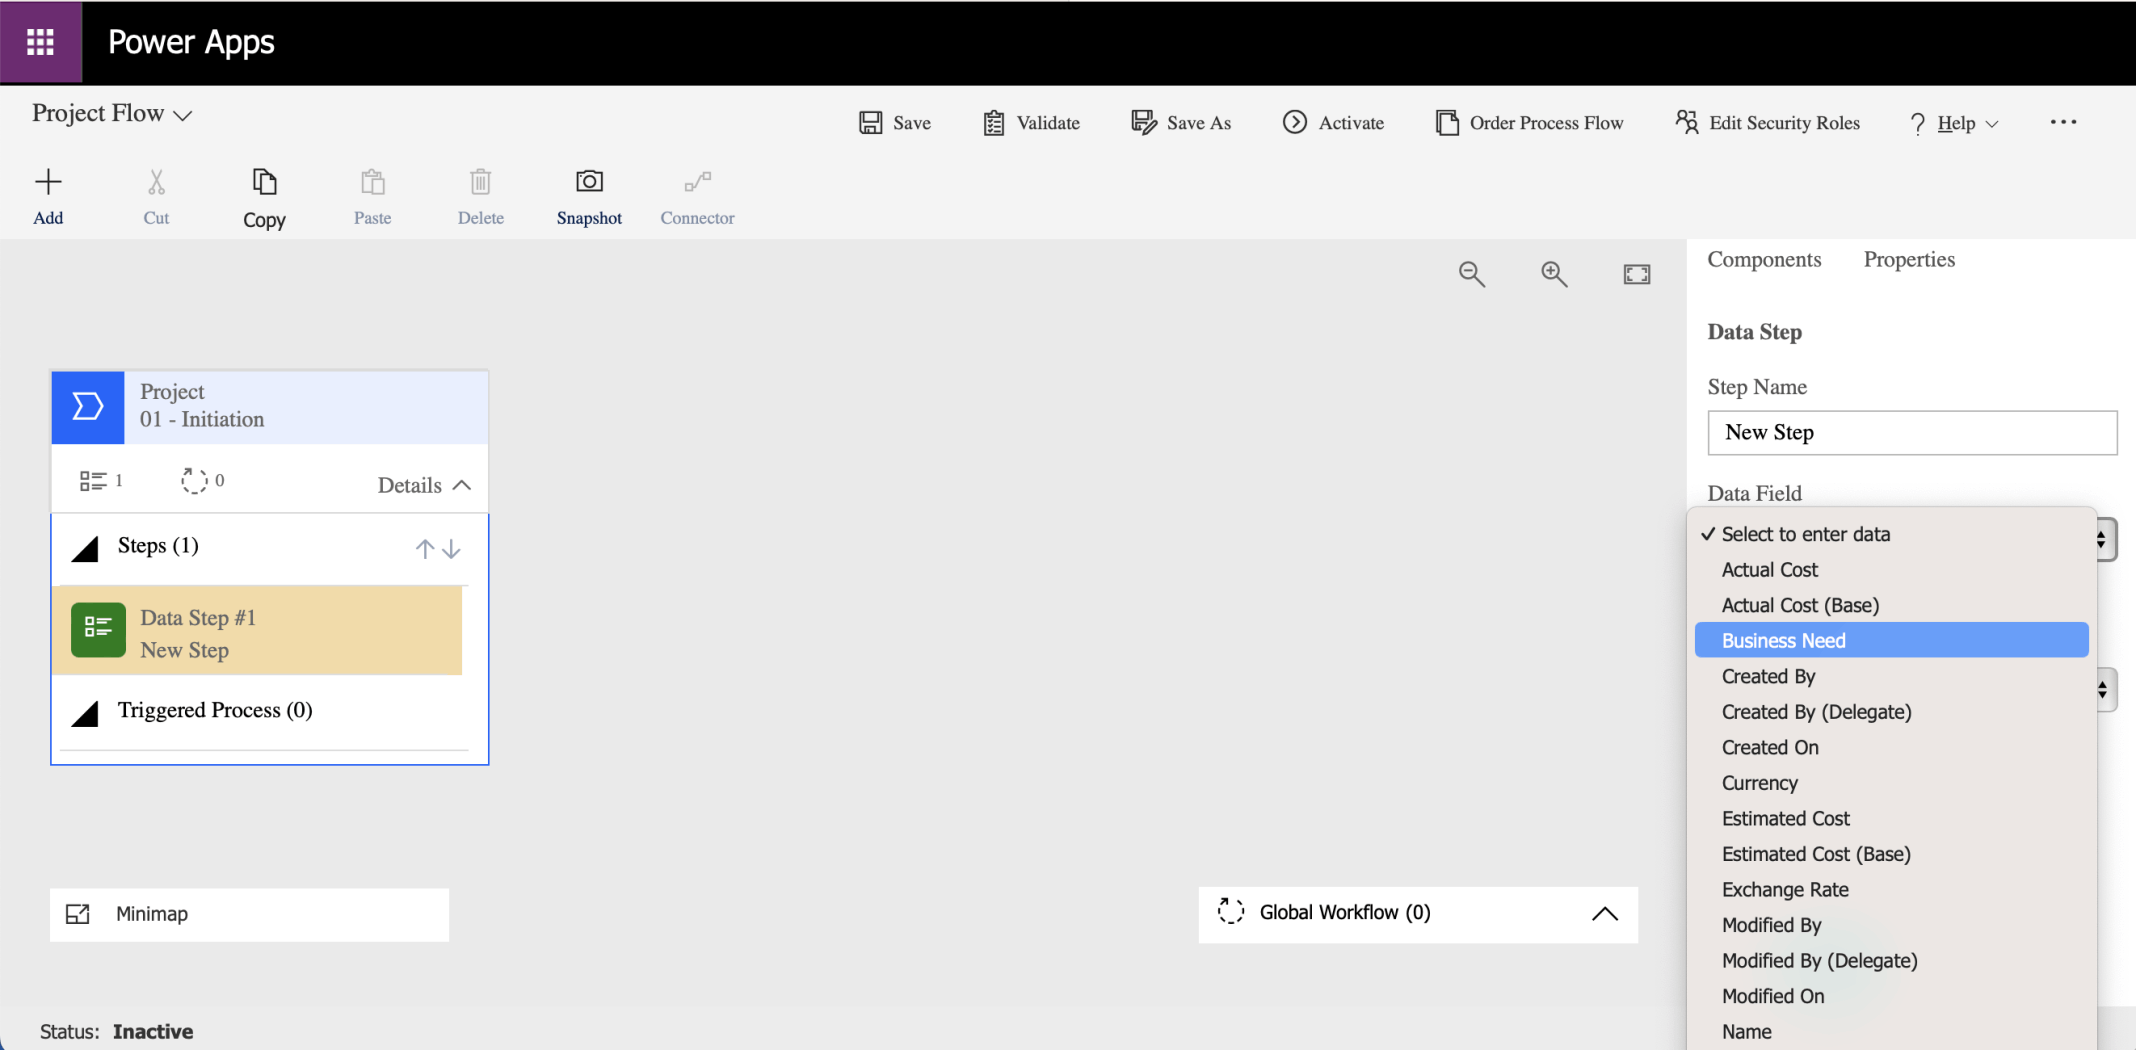 Power Apps
Project Flow
Save
Validate
Save As
Activate
Order Process Flow
Edit Security Roles
? Help
...
Add
Cut
Copy
Paste
Delete
Snapshot
Connector
Components
Properties
Project
01 - Initiation
1
0
Details
Steps (1)
Data Step #1
New Step
Triggered Process (0)
Minimap
Global Workflow (0)
Status: Inactive
Data Step
Step Name
New Step
Data Field
✓ Select to enter data
Actual Cost
Actual Cost (Base)
Business Need
Created By
Created By (Delegate)
Created On
Currency
Estimated Cost
Estimated Cost (Base)
Exchange Rate
Modified By
Modified By (Delegate)
Modified On
Name